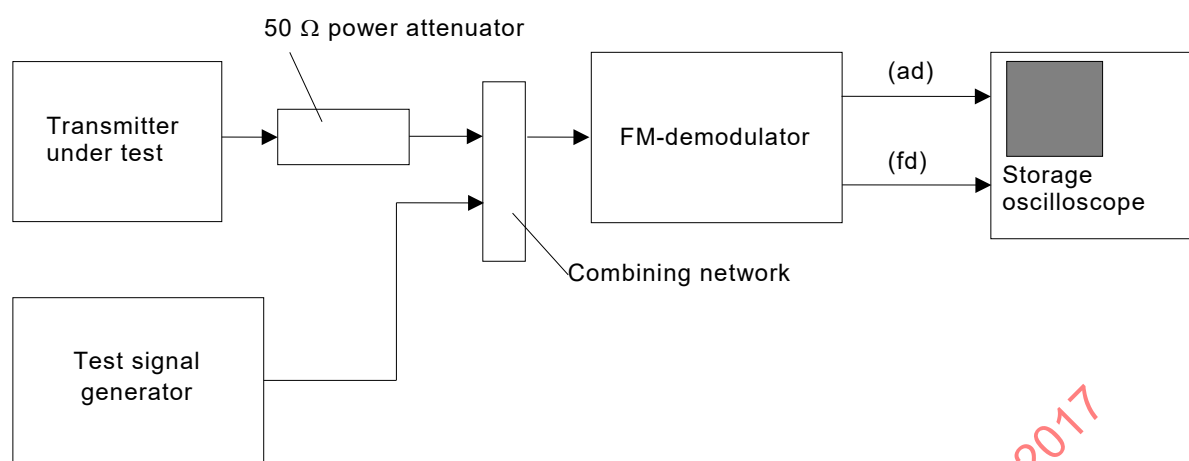 50 Ω power attenuator
Transmitter
under test
FM-demodulator
(ad)
(fd)
Storage
oscilloscope
Combining network
Test signal
generator
2017